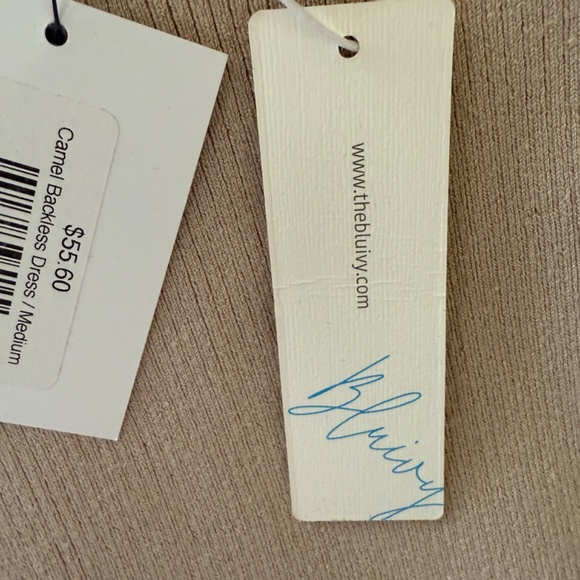 $55.60
Camel Backless Dress / Medium
www.thebluivy.com
Bluivy